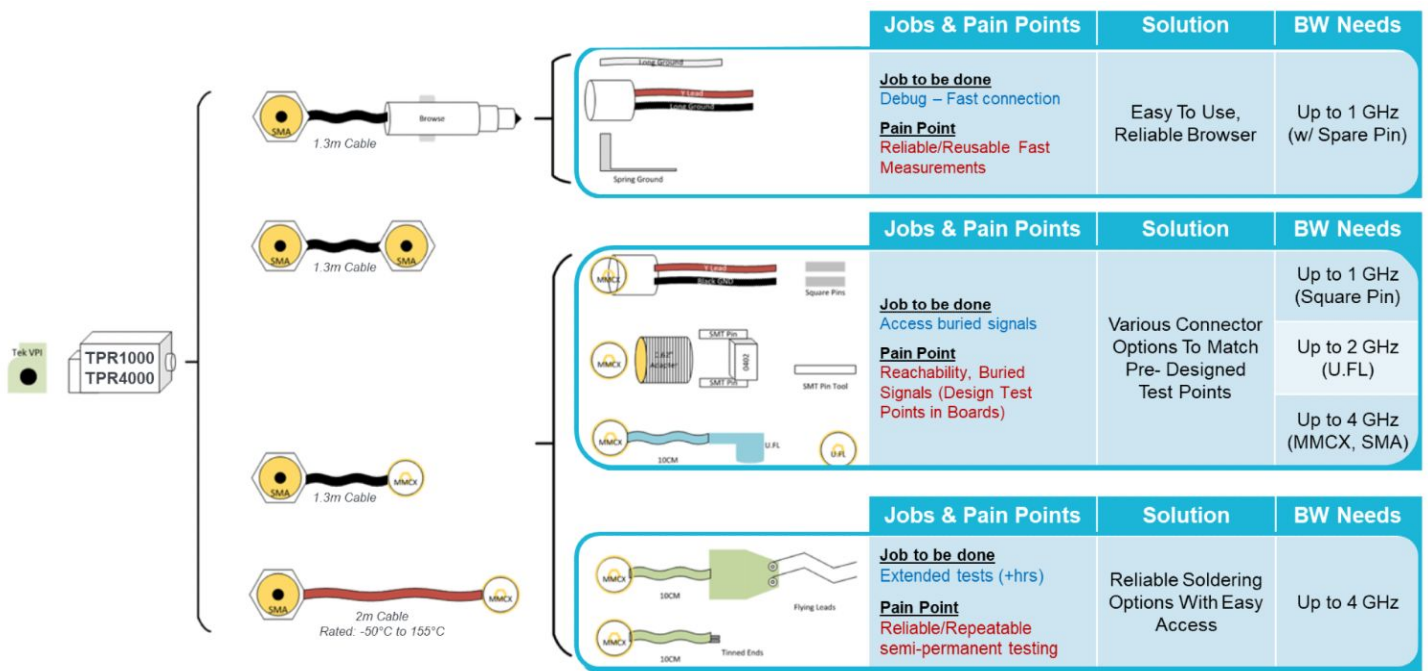 Tek VPI
TPR1000
TPR4000
SMA
1.3m Cable
Browse
SMA
1.3m Cable
SMA
SMA
1.3m Cable
MMCX
SMA
2m Cable
Rated: -50°C to 155°C
MMCX
Jobs & Pain Points
Solution
BW Needs
Long Ground
Y Lead
Long Ground
Spring Ground
Job to be done
Debug – Fast connection
Pain Point
Reliable/Reusable Fast
Measurements
Easy To Use,
Reliable Browser
Up to 1 GHz
(w/ Spare Pin)
Jobs & Pain Points
Solution
BW Needs
MMCX
Y Lead
Black GND
Square Pins
MMCX
Adapter
SMT Pin
0402
SMT Pin
SMT Pin Tool
MMCX
10CM
U.FL
U.FL
Job to be done
Access buried signals
Pain Point
Reachability, Buried
Signals (Design Test
Points in Boards)
Various Connector
Options To Match
Pre- Designed
Test Points
Up to 1 GHz
(Square Pin)
Up to 2 GHz
(U.FL)
Up to 4 GHz
(MMCX, SMA)
Jobs & Pain Points
Solution
BW Needs
MMCX
10CM
Flying Leads
MMCX
10CM
Tinned Ends
Job to be done
Extended tests (+hrs)
Pain Point
Reliable/Repeatable
semi-permanent testing
Reliable Soldering
Options With Easy
Access
Up to 4 GHz